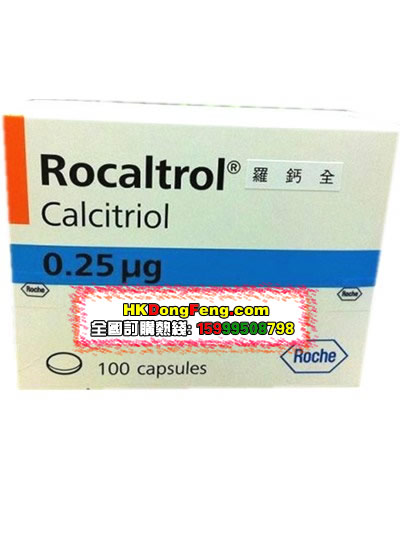 Rocaltrol® 羅鈣全
Calcitriol
0.25 µg
Roche
Roche
HKDongFeng.com
全國訂購熱綫: 15999508798
100 capsules
Roche